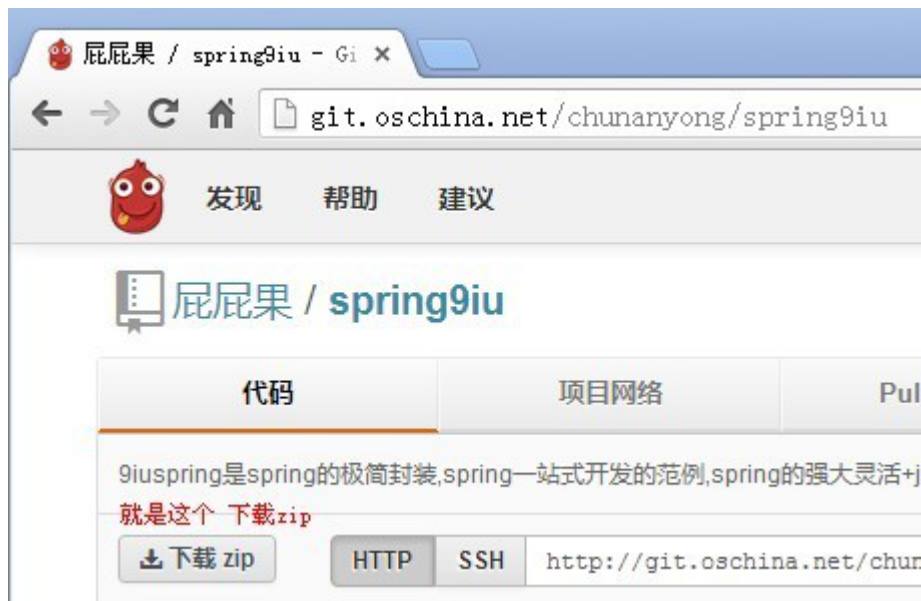 屁屁果 / spring9iu - Gi
git.oschina.net/chunanyong/spring9iu
发现 帮助 建议
屁屁果 / spring9iu
代码 项目网络 Pul
9iuspring是spring的极简封装,spring一站式开发的范例,spring的强大灵活+j
就是这个 下载zip
下载 zip HTTP SSH http://git.oschina.net/chun